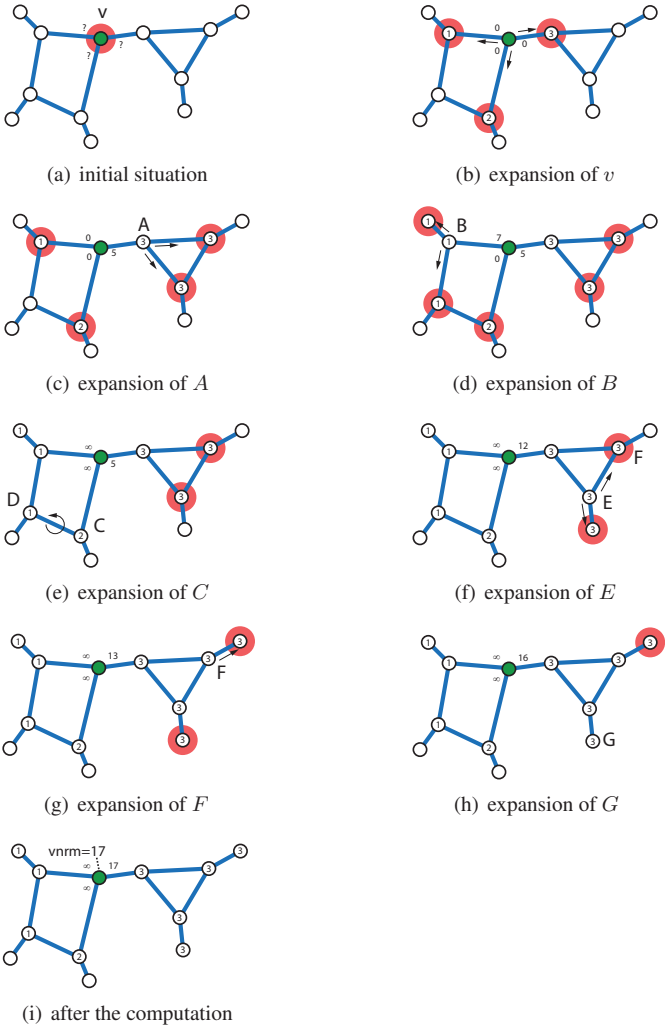 v
? ?
?
(a) initial situation
0
1 3
0 0
2
(b) expansion of v
A
0
1 5 3 3
0
3
2
(c) expansion of A
1 B
7
1 5 3 3
0
3
1
2
(d) expansion of B
1
∞
1 5 3 3
∞
3
D 1 C
2
(e) expansion of C
1
∞ 12
1 3 3 F
∞
3 E
1
2 3
(f) expansion of E
1 3
∞ 13
1 3 3
∞ F
3
1
2 3
(g) expansion of F
1 3
∞ 16
1 3 3
∞
3
1
2 3 G
(h) expansion of G
1 vnrm=17 3
∞ 17
1 3 3
∞
3
1
2 3
(i) after the computation